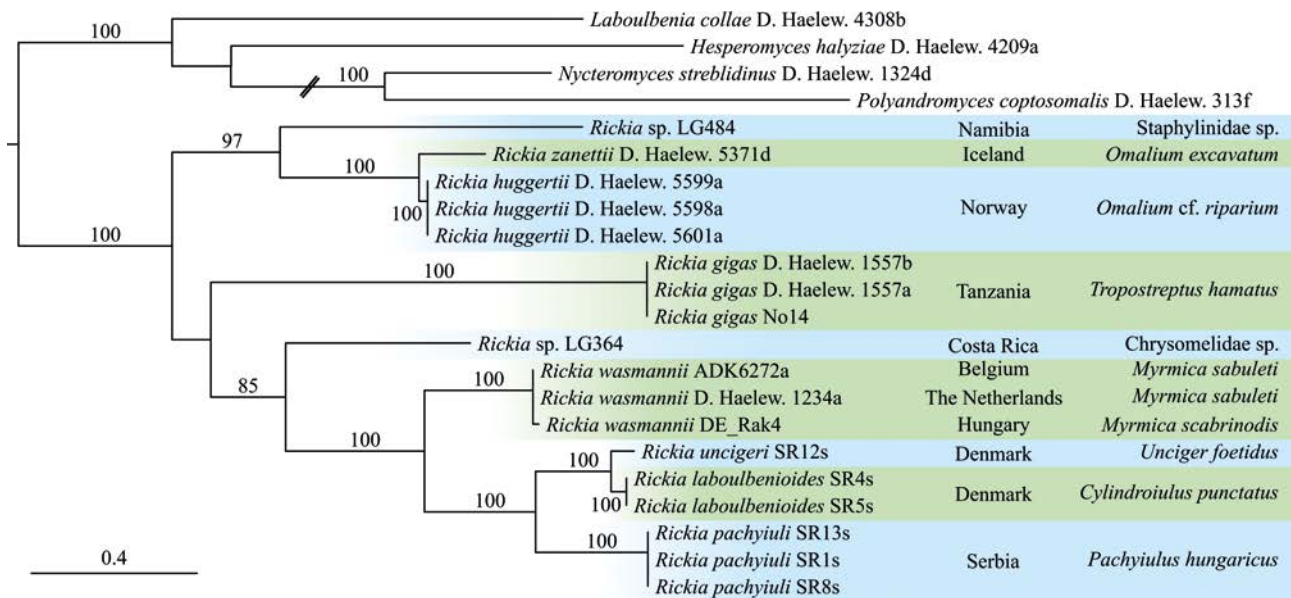 100
Laboulbenia collae D. Haelew. 4308b
Hesperomyces halyziae D. Haelew. 4209a
100
Nycteromyces streblidinus D. Haelew. 1324d
Polyandromyces coptosomalis D. Haelew. 313f
97
Rickia sp. LG484 Namibia Staphylinidae sp.
100
Rickia zanettii D. Haelew. 5371d Iceland Omalium excavatum
Rickia huggertii D. Haelew. 5599a
100
Rickia huggertii D. Haelew. 5598a Norway Omalium cf. riparium
Rickia huggertii D. Haelew. 5601a
100
100
Rickia gigas D. Haelew. 1557b
Rickia gigas D. Haelew. 1557a Tanzania Tropostreptus hamatus
Rickia gigas No14
Rickia sp. LG364 Costa Rica Chrysomelidae sp.
85
100
Rickia wasmannii ADK6272a Belgium Myrmica sabuleti
Rickia wasmannii D. Haelew. 1234a The Netherlands Myrmica sabuleti
Rickia wasmannii DE_Rak4 Hungary Myrmica scabrinodis
100
100
Rickia uncigeri SR12s Denmark Unciger foetidus
Rickia laboulbenioides SR4s
Denmark Cylindroiulus punctatus
100
Rickia laboulbenioides SR5s
100
Rickia pachyiuli SR13s
100
Rickia pachyiuli SR1s Serbia Pachyiulus hungaricus
Rickia pachyiuli SR8s
0.4